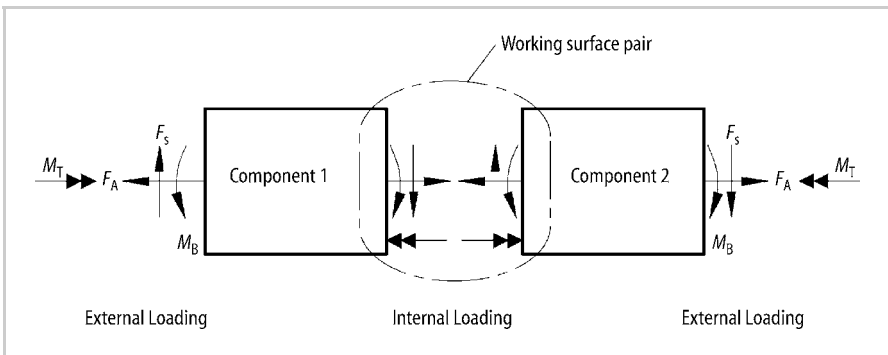 Working surface pair
F_s
M_T
F_A
Component 1
M_B
Component 2
F_s
F_A
M_T
M_B
External Loading
Internal Loading
External Loading